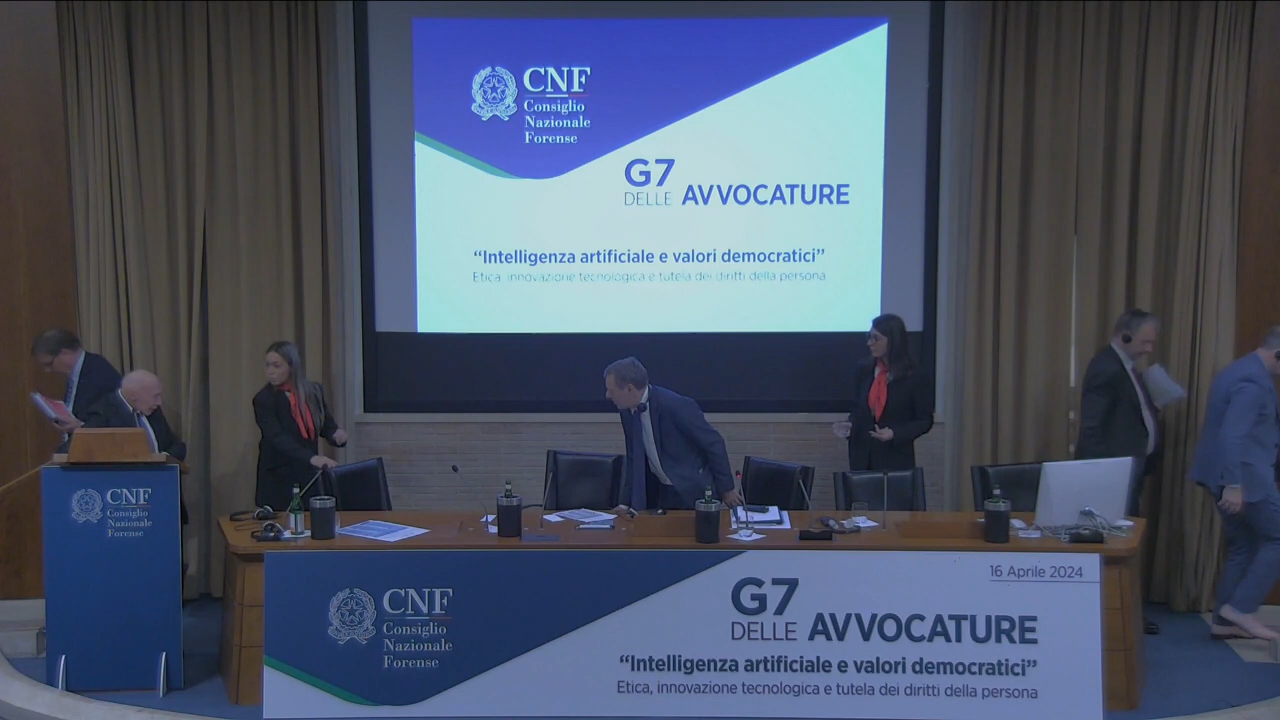 CNF
Consiglio
Nazionale
Forense
G7
DELLE AVVOCATURE
“Intelligenza artificiale e valori democratici”
Etica, innovazione tecnologica e tutela dei diritti della persona
CNF
Consiglio
Nazionale
Forense
16 Aprile 2024
CNF
Consiglio
Nazionale
Forense
G7
DELLE AVVOCATURE
“Intelligenza artificiale e valori democratici”
Etica, innovazione tecnologica e tutela dei diritti della persona